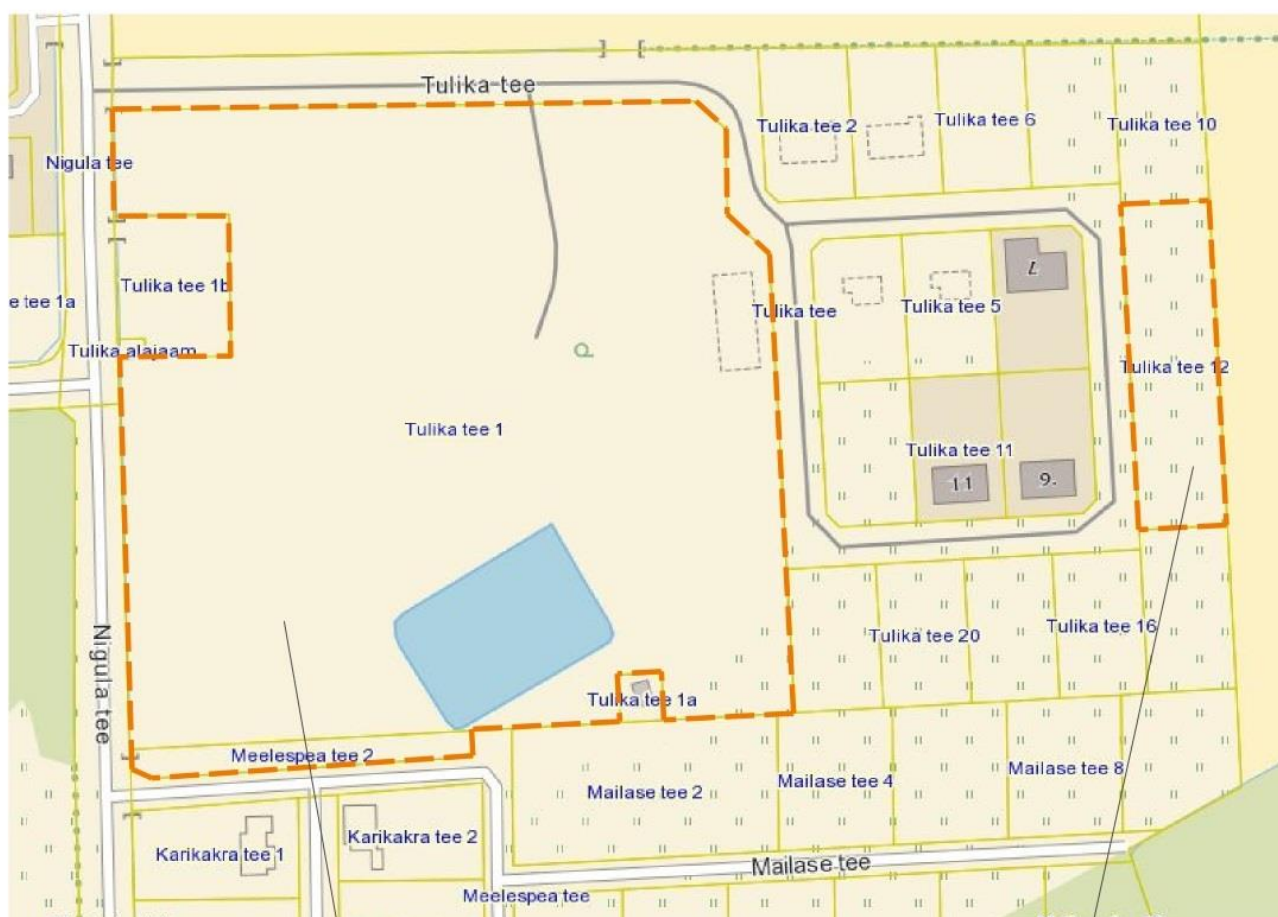 Tulika tee
Tulika tee 2
Tulika tee 6
Tulika tee 10
Nigula tee
Tulika tee 1b
e tee 1a
Tulika alajaam
Tulika tee
Tulika tee 5
7
Tulika tee 12
Tulika tee 1
Tulika tee 11
11
9
Nigula tee
Tulika tee 20
Tulika tee 16
Tulika tee 1a
Meelespea tee 2
Mailase tee 2
Mailase tee 4
Mailase tee 8
Karikakra tee 1
Karikakra tee 2
Mailase tee
Meelespea tee